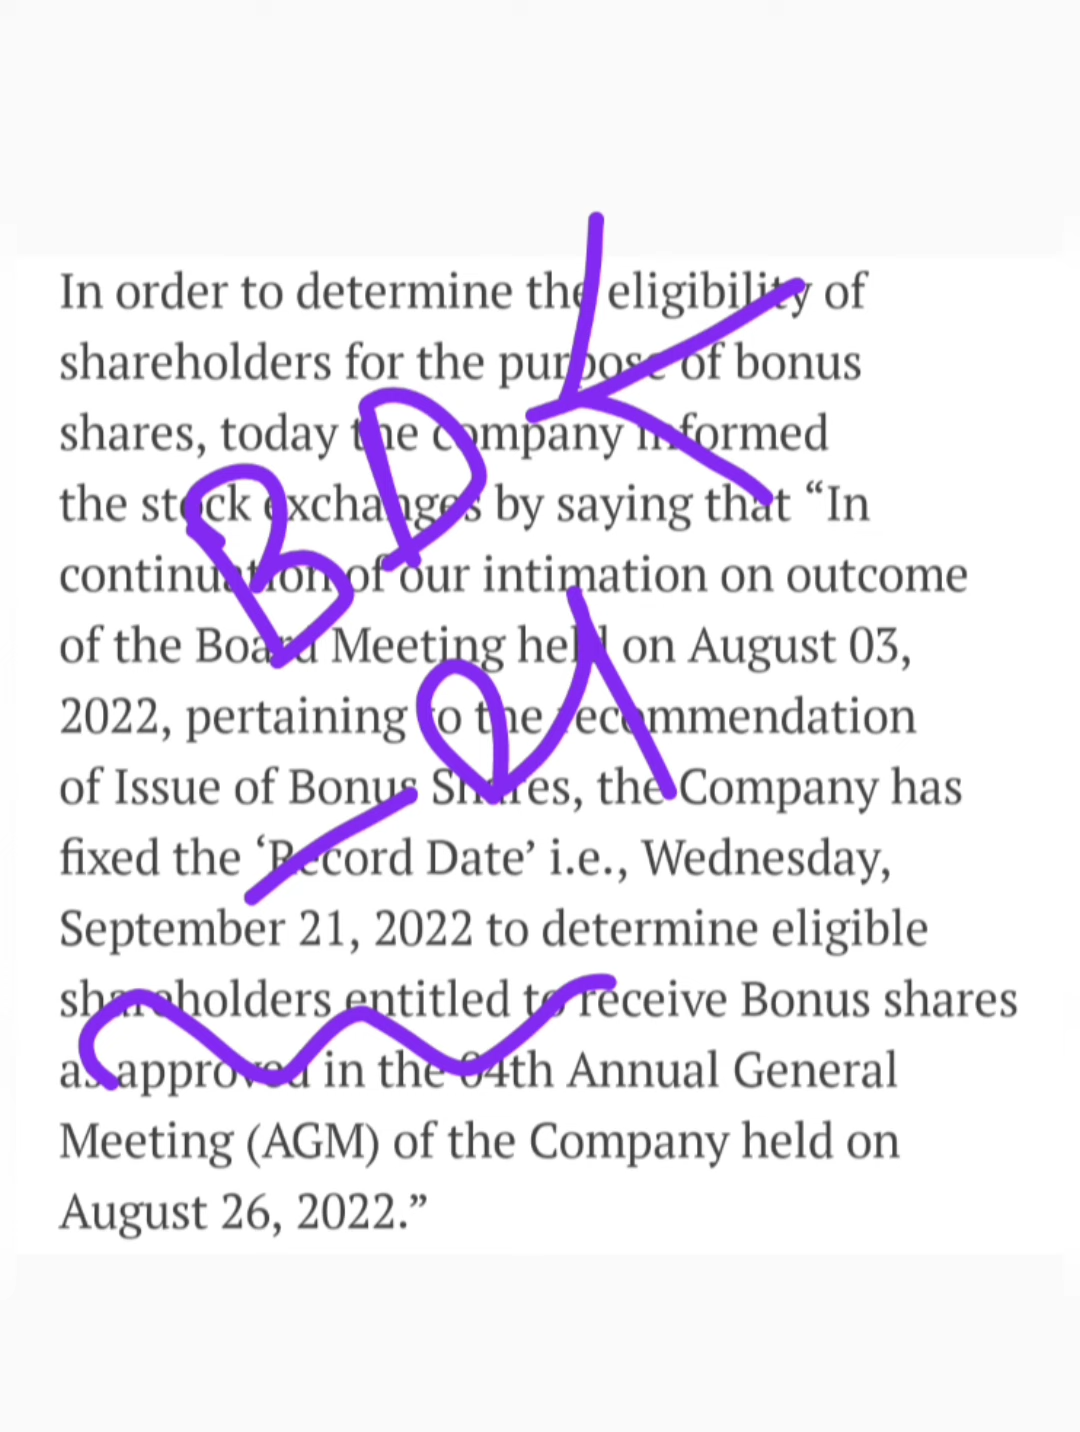 In order to determine the eligibility of
shareholders for the purpose of bonus
shares, today the company informed
the stock exchanges by saying that “In
continuation of our intimation on outcome
of the Board Meeting held on August 03,
2022, pertaining to the recommendation
of Issue of Bonus Shares, the Company has
fixed the ‘Record Date’ i.e., Wednesday,
September 21, 2022 to determine eligible
shareholders entitled to receive Bonus shares
as approved in the 04th Annual General
Meeting (AGM) of the Company held on
August 26, 2022.”
BDK